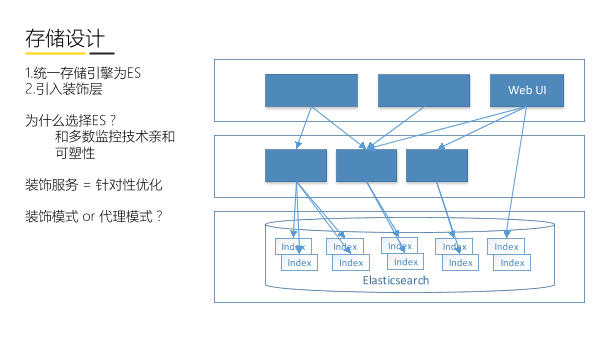 存储设计
1.统一存储引擎为ES
2.引入装饰层
为什么选择ES？
和多数监控技术亲和
可塑性
装饰服务 = 针对性优化
装饰模式 or 代理模式？
Web UI
Index
Index
Index
Index
Index
Index
Index
Index
Index
Index
Elasticsearch